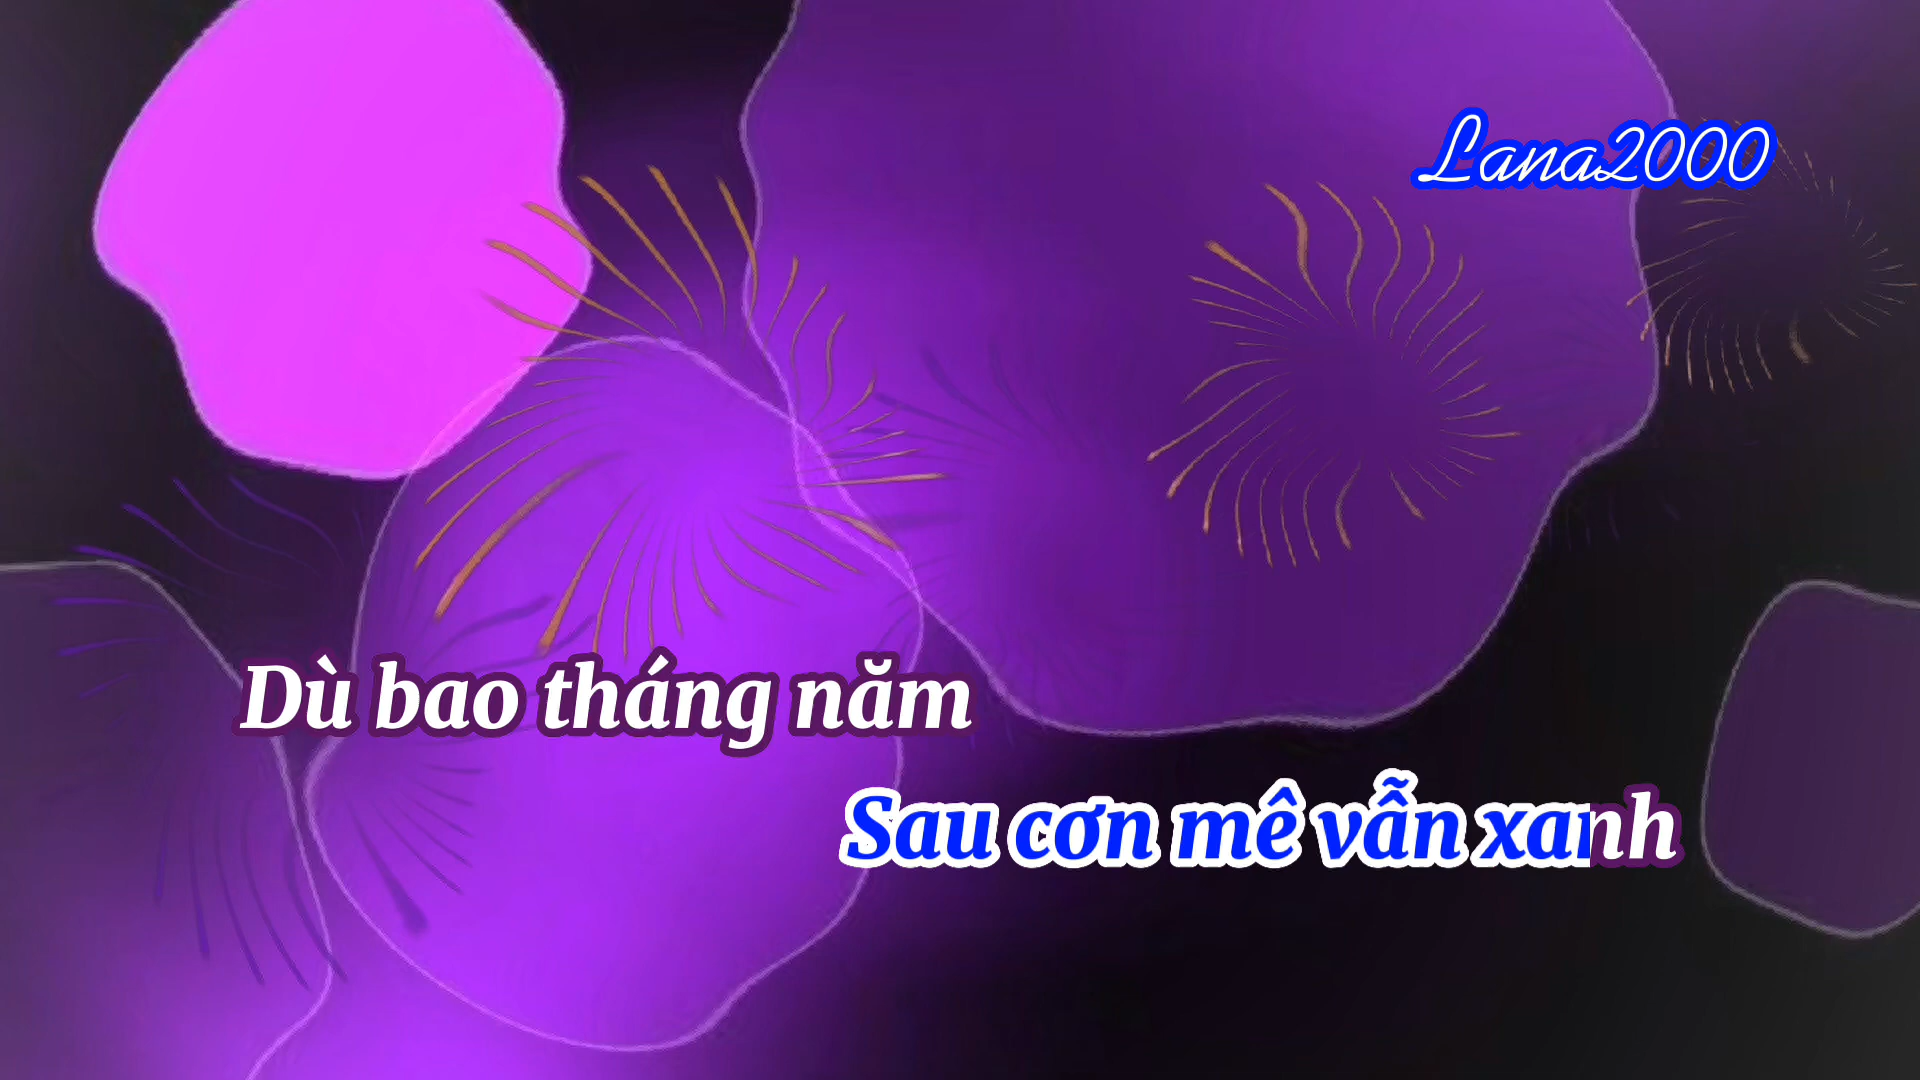 Lana2000
Dù bao tháng năm
Sau cơn mê vẫn xanh